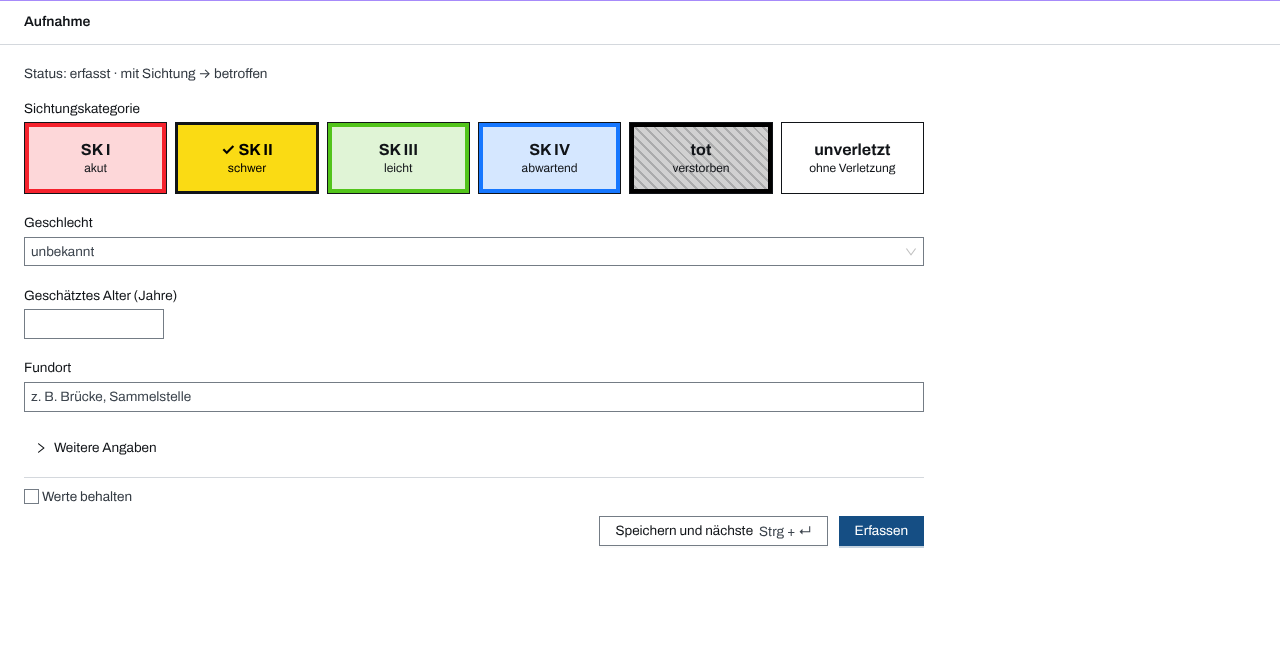 Aufnahme
Status: erfasst · mit Sichtung → betroffen
Sichtungskategorie
SK I
akut
✓ SK II
schwer
SK III
leicht
SK IV
abwartend
tot
verstorben
unverletzt
ohne Verletzung
Geschlecht
unbekannt
Geschätztes Alter (Jahre)
Fundort
z. B. Brücke, Sammelstelle
Weitere Angaben
Werte behalten
Speichern und nächste Strg + ↵
Erfassen